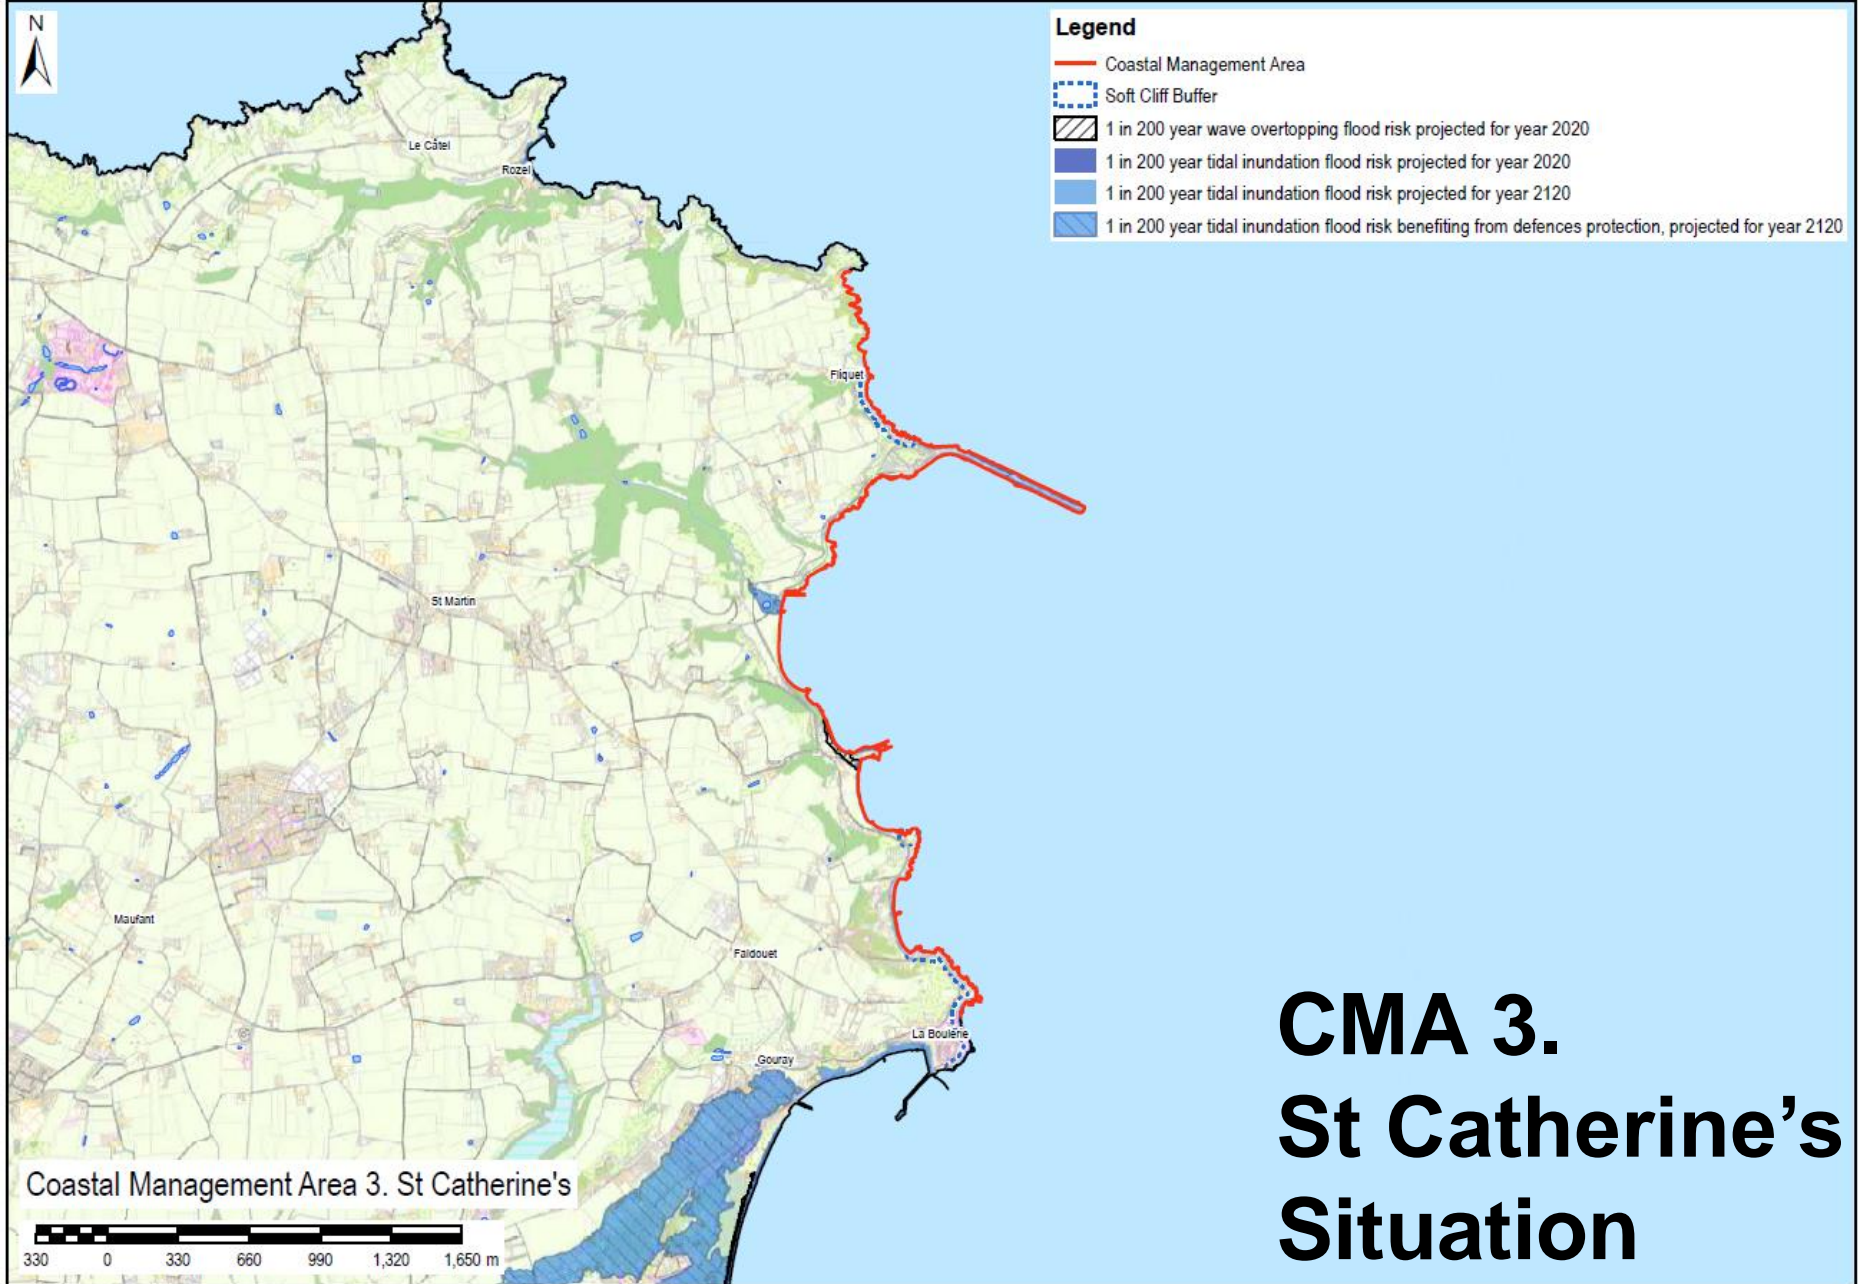 N
Legend
Coastal Management Area
Soft Cliff Buffer
1 in 200 year wave overtopping flood risk projected for year 2020
1 in 200 year tidal inundation flood risk projected for year 2020
1 in 200 year tidal inundation flood risk projected for year 2120
1 in 200 year tidal inundation flood risk benefiting from defences protection, projected for year 2120
Le Câtel
Rozel
Fliquet
St Martin
Maufant
Faldouet
La Boulerie
Gouray
CMA 3.
St Catherine’s
Situation
Coastal Management Area 3. St Catherine's
330 0 330 660 990 1,320 1,650 m